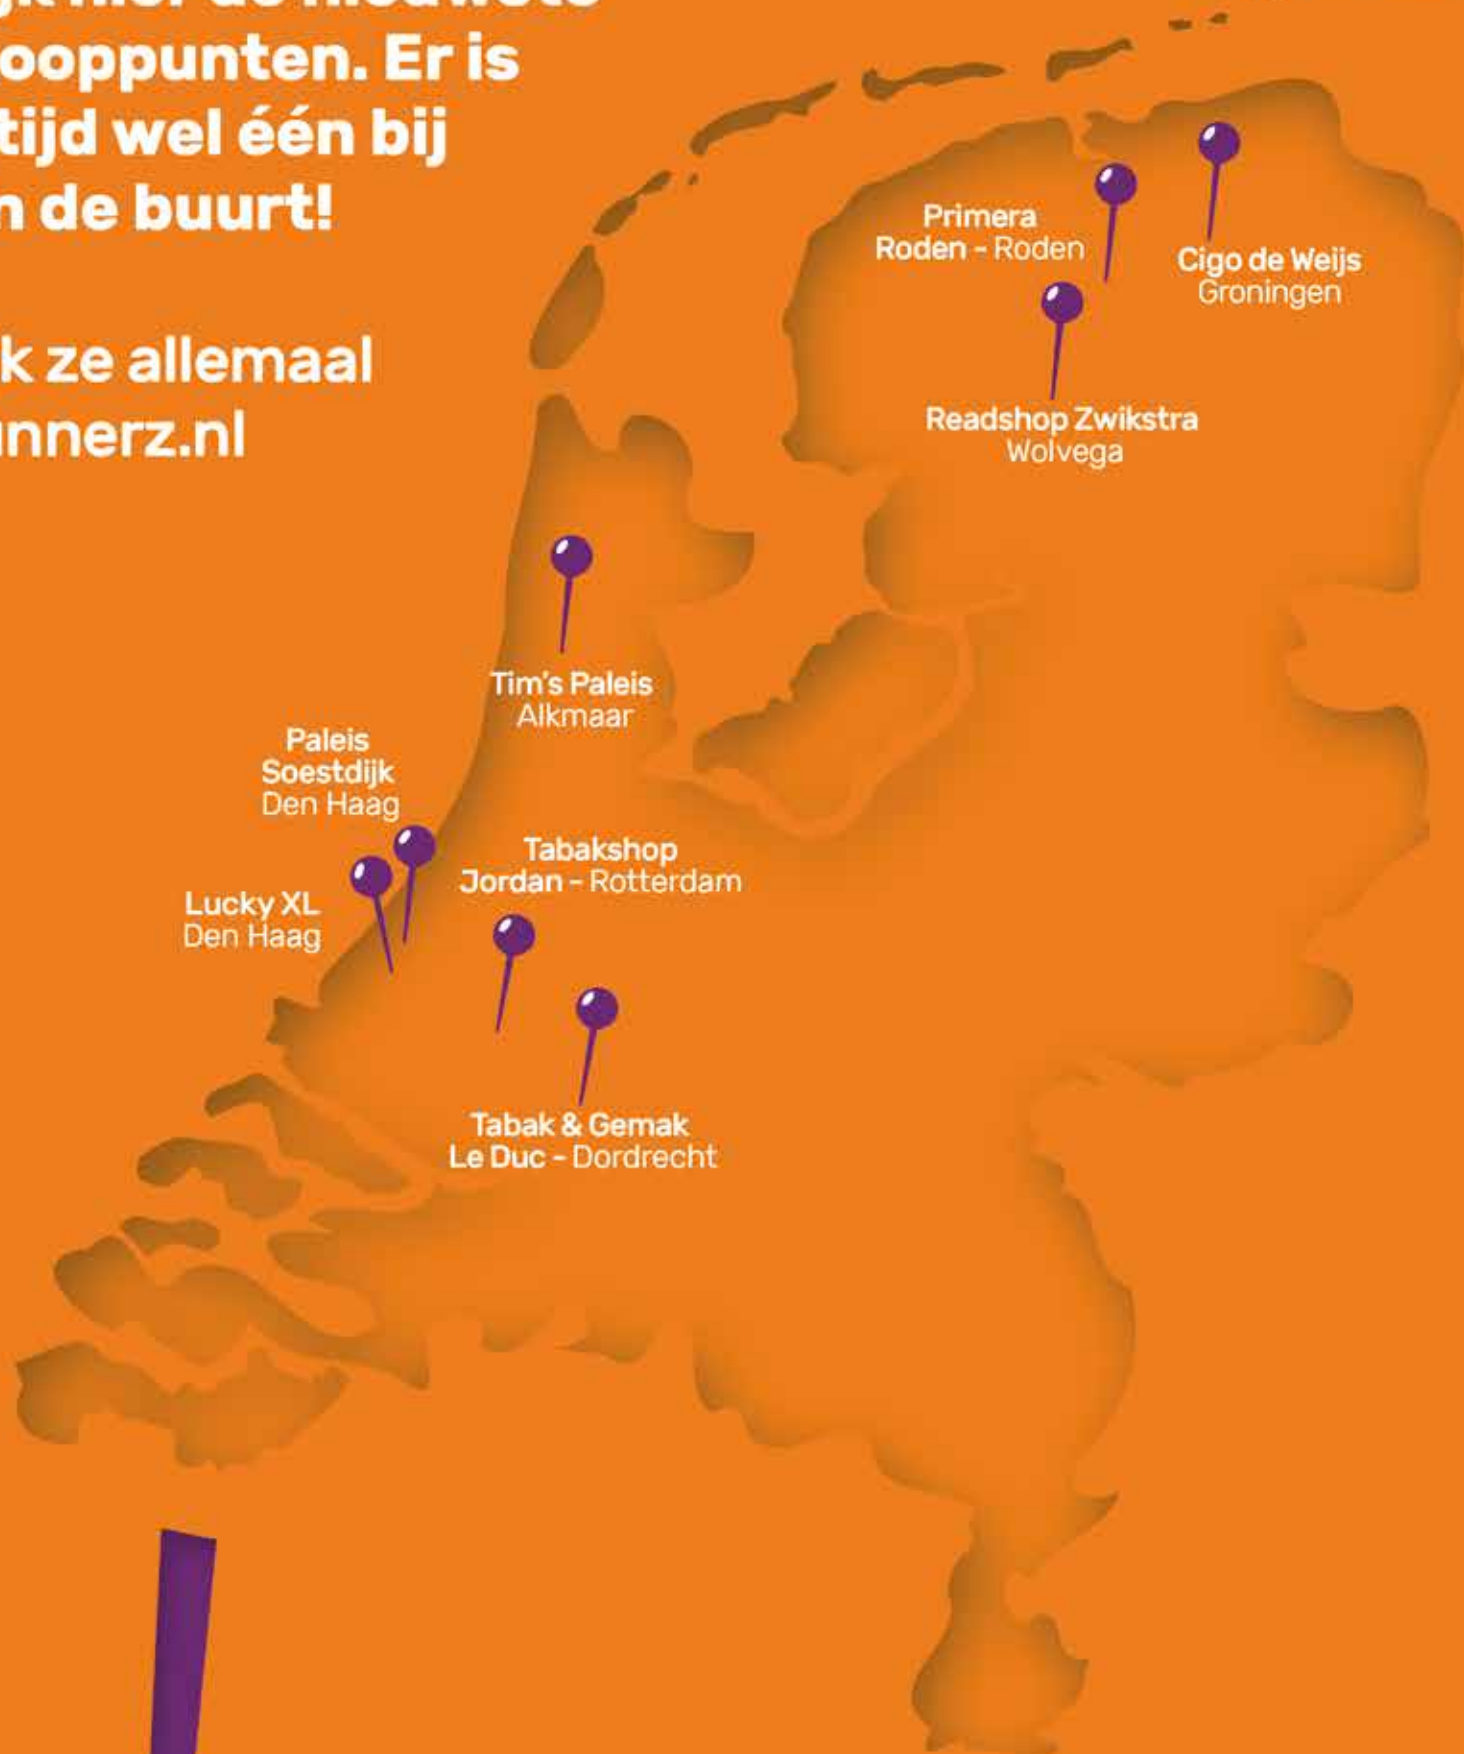 ooppunten. Er is
tijd wel één bij
n de buurt!
k ze allemaal
nnerz.nl
Primera
Roden - Roden
Cigo de Weijs
Groningen
Readshop Zwikstra
Wolvega
Tim's Paleis
Alkmaar
Paleis
Soestdijk
Den Haag
Tabakshop
Jordan - Rotterdam
Lucky XL
Den Haag
Tabak & Gemak
Le Duc - Dordrecht